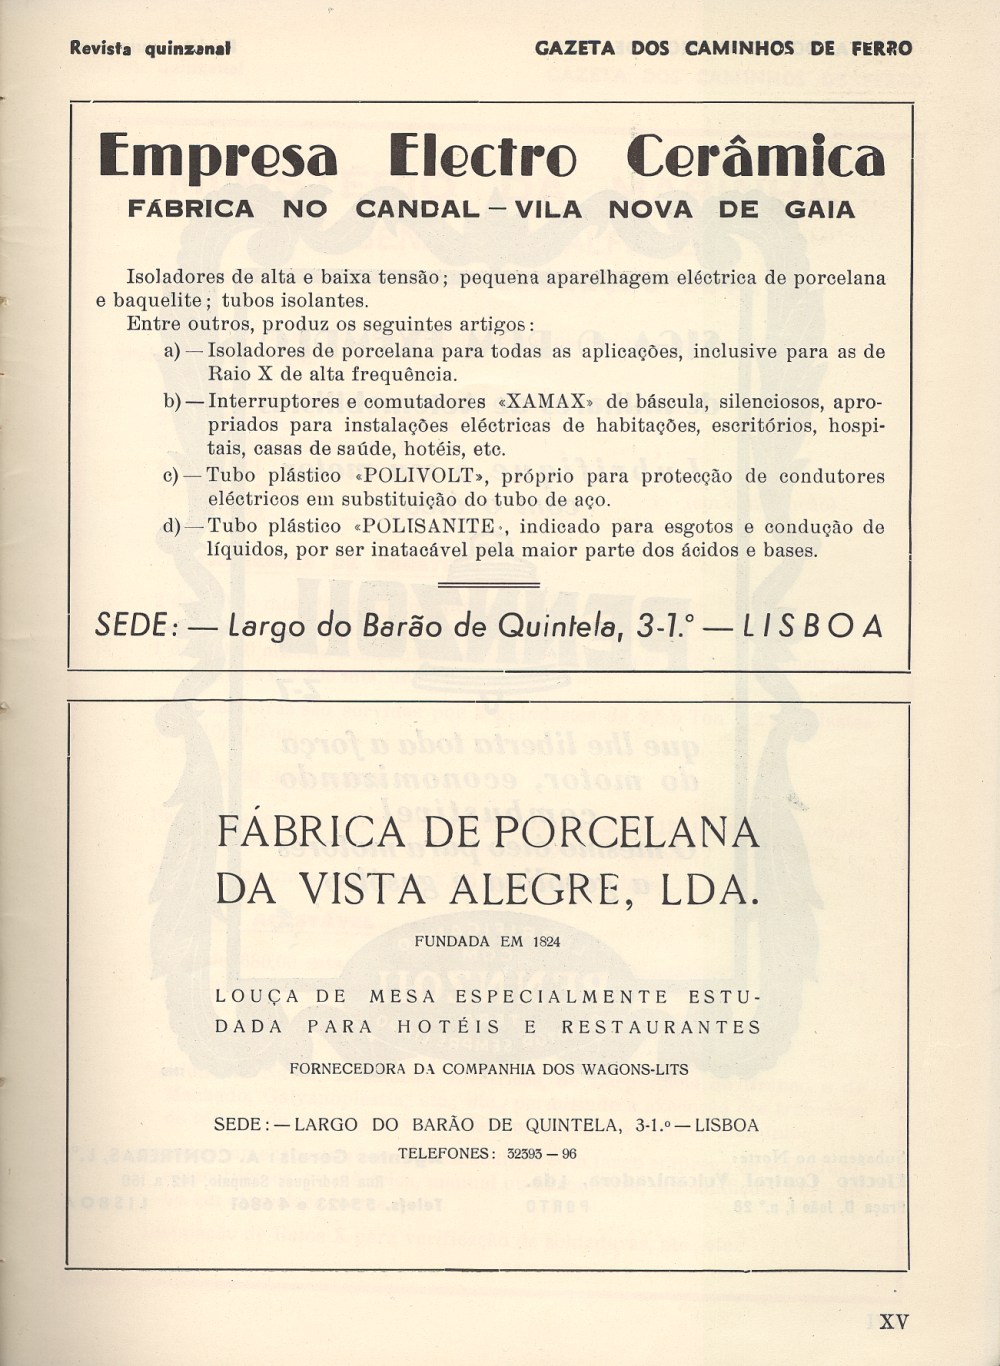 Revista quinzenal
GAZETA DOS CAMINHOS DE FERRO
Empresa Electro Cerâmica
FÁBRICA NO CANDAL — VILA NOVA DE GAIA
Isoladores de alta e baixa tensão; pequena aparelhagem eléctrica de porcelana
e baquelite; tubos isolantes.
Entre outros, produz os seguintes artigos:
a) — Isoladores de porcelana para todas as aplicações, inclusive para as de
Raio X de alta frequência.
b) — Interruptores e comutadores «XAMAX» de báscula, silenciosos, apro-
priados para instalações eléctricas de habitações, escritórios, hospi-
tais, casas de saúde, hotéis, etc.
c) — Tubo plástico «POLIVOLT», próprio para protecção de condutores
eléctricos em substituição do tubo de aço.
d) — Tubo plástico «POLISANITE», indicado para esgotos e condução de
líquidos, por ser inatacável pela maior parte dos ácidos e bases.
SEDE: — Largo do Barão de Quintela, 3-1.º — LISBOA
FÁBRICA DE PORCELANA
DA VISTA ALEGRE, LDA.
FUNDADA EM 1824
LOUÇA DE MESA ESPECIALMENTE ESTU-
DADA PARA HOTÉIS E RESTAURANTES
FORNECEDORA DA COMPANHIA DOS WAGONS-LITS
SEDE: — LARGO DO BARÃO DE QUINTELA, 3-1.º — LISBOA
TELEFONES: 32393 — 96
XV